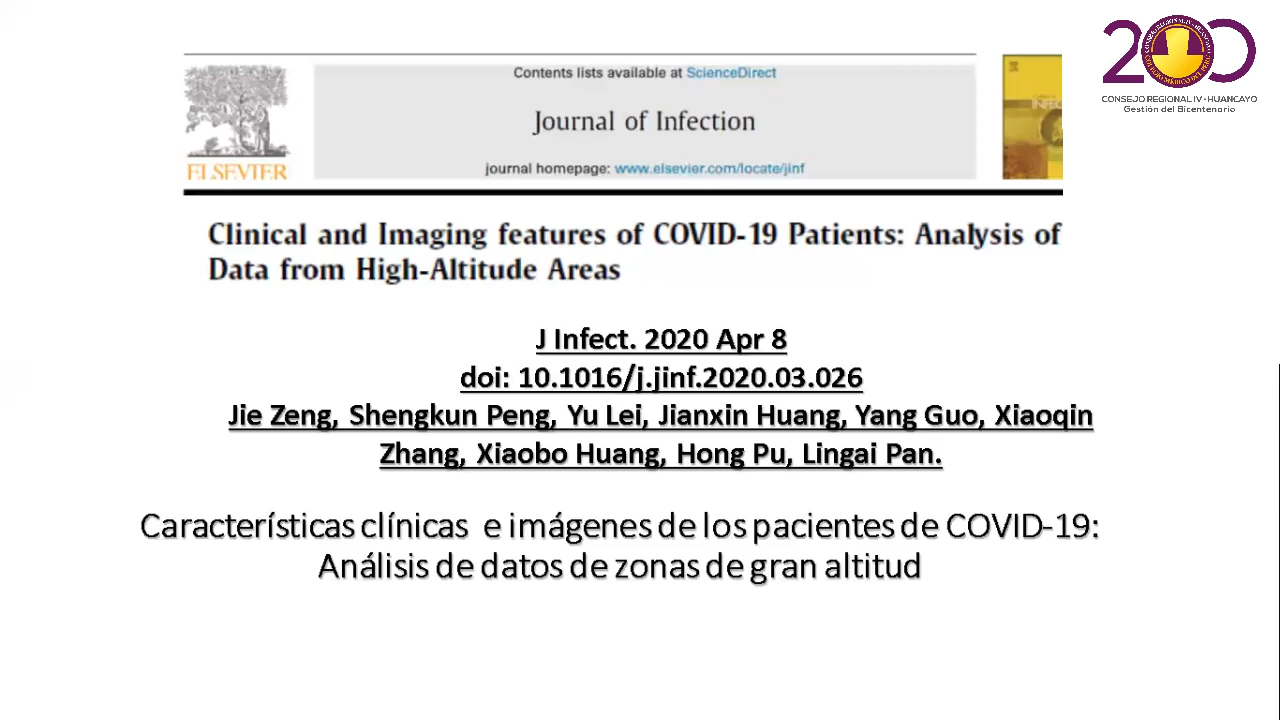 Contents lists available at ScienceDirect
Journal of Infection
journal homepage: www.elsevier.com/locate/jinf
ELSEVIER
200
CONSEJO REGIONAL IV - HUANCAYO
Gestión del Bicentenario
Clinical and Imaging features of COVID-19 Patients: Analysis of
Data from High-Altitude Areas
J Infect. 2020 Apr 8
doi: 10.1016/j.jinf.2020.03.026
Jie Zeng, Shengkun Peng, Yu Lei, Jianxin Huang, Yang Guo, Xiaoqin
Zhang, Xiaobo Huang, Hong Pu, Lingai Pan.
Características clínicas e imágenes de los pacientes de COVID-19:
Análisis de datos de zonas de gran altitud